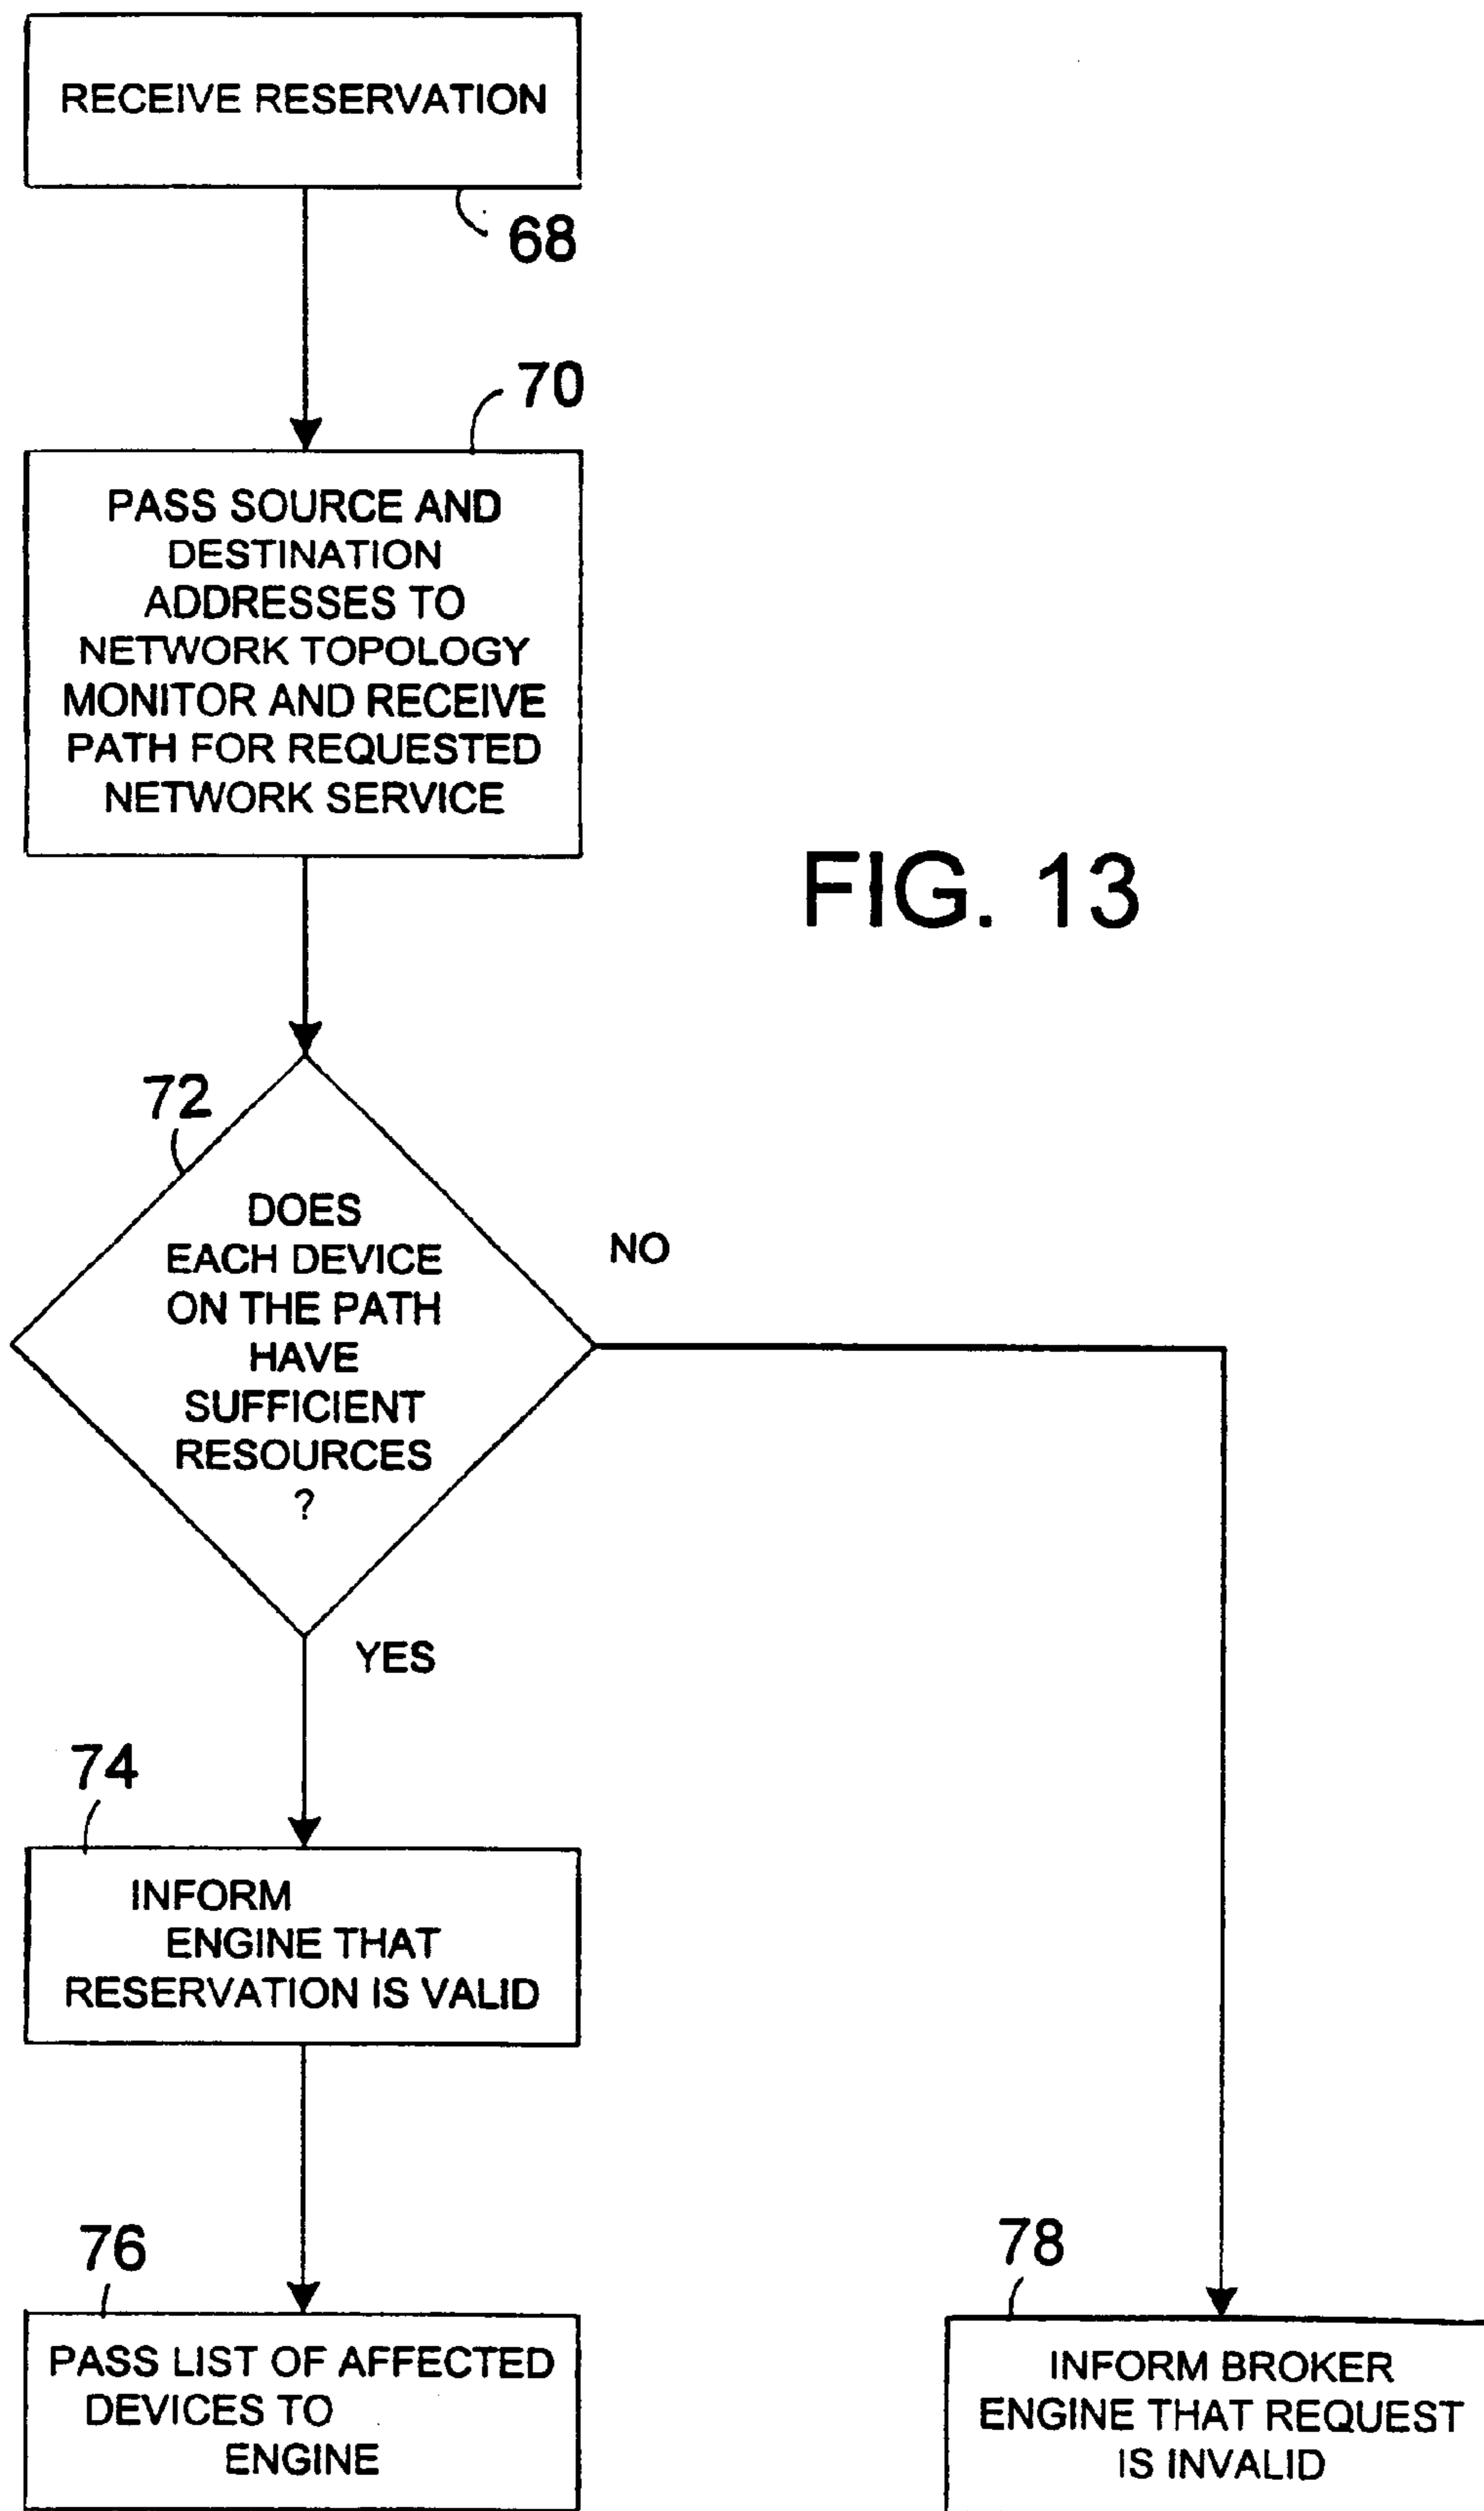 RECEIVE RESERVATION
68
70
PASS SOURCE AND
DESTINATION
ADDRESSES TO
NETWORK TOPOLOGY
MONITOR AND RECEIVE
PATH FOR REQUESTED
NETWORK SERVICE
FIG. 13
72
DOES
EACH DEVICE
ON THE PATH
HAVE
SUFFICIENT
RESOURCES
?
NO
YES
74
INFORM
ENGINE THAT
RESERVATION IS VALID
76
PASS LIST OF AFFECTED
DEVICES TO
ENGINE
78
INFORM BROKER
ENGINE THAT REQUEST
IS INVALID